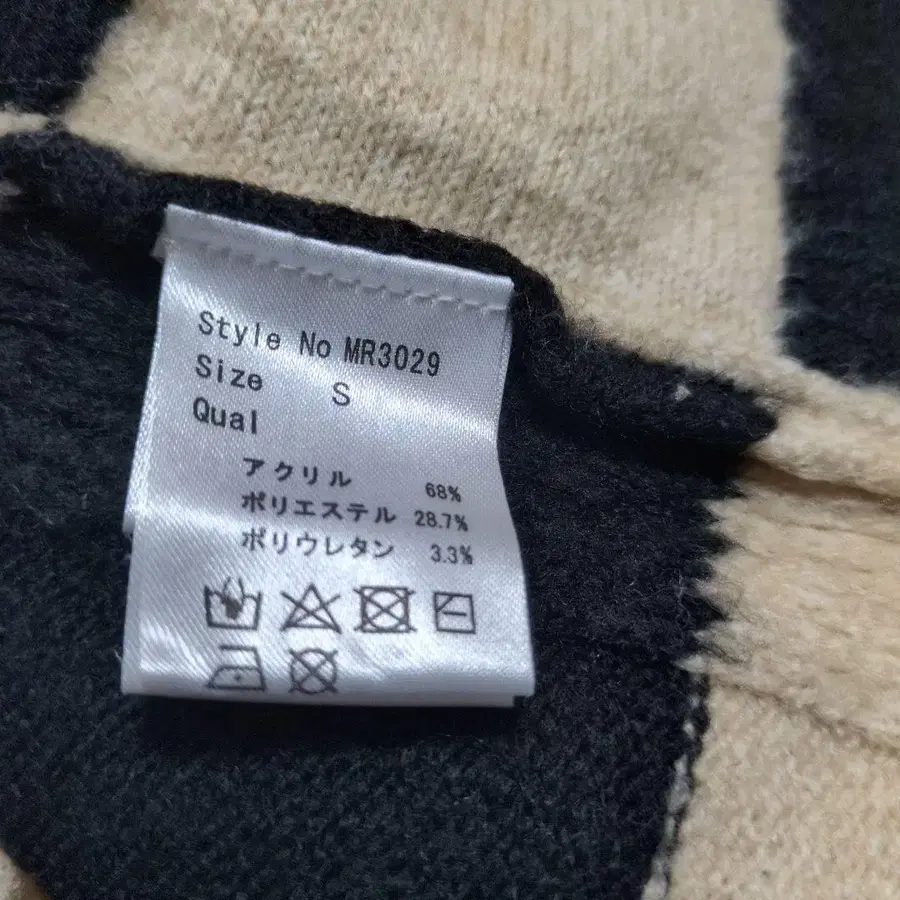 Style No MR3029
Size S
Qual
アクリル 68%
ポリエステル 28.7%
ポリウレタン 3.3%